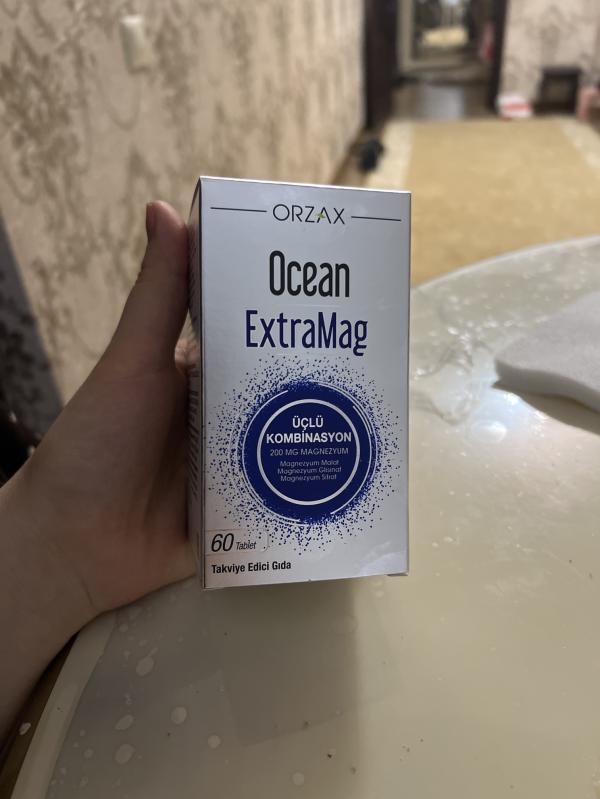 ORZAX
Ocean
ExtraMag
ÜÇLÜ
KOMBİNASYON
200 MG MAGNEZYUM
Magnezyum Malat
Magnezyum Glisinat
Magnezyum Sitrat
60 Tablet
Takviye Edici Gıda